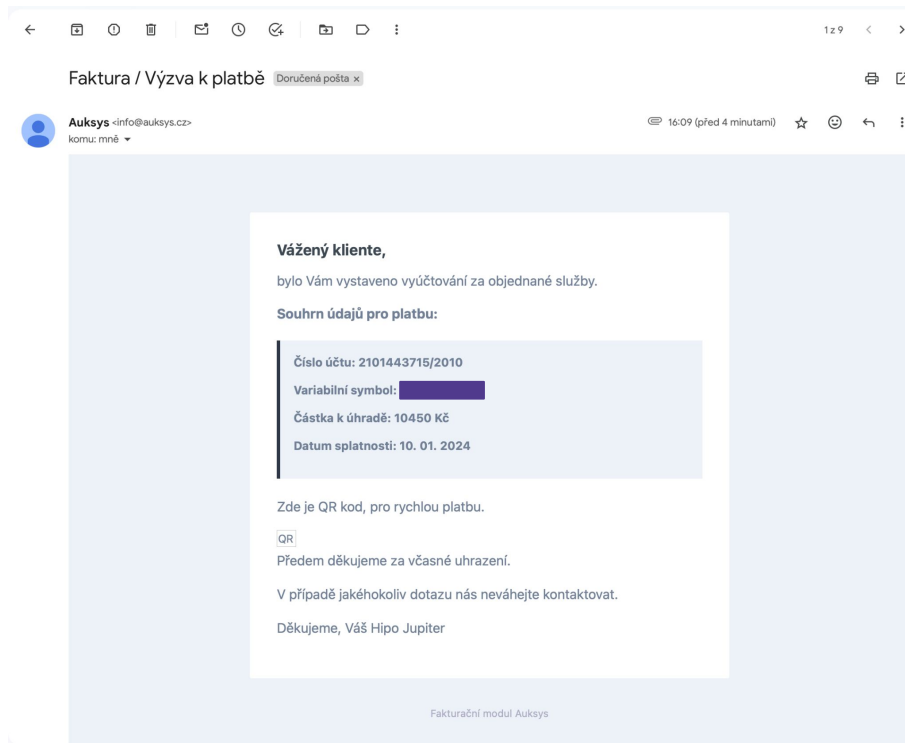 1 z 9
Faktura / Výzva k platbě Doručená pošta ×
Auksys <info@auksys.cz> 16:09 (před 4 minutami)
komu: mně
Vážený kliente,
bylo Vám vystaveno vyúčtování za objednané služby.
Souhrn údajů pro platbu:
Číslo účtu: 2101443715/2010
Variabilní symbol:
Částka k úhradě: 10450 Kč
Datum splatnosti: 10. 01. 2024
Zde je QR kod, pro rychlou platbu.
QR
Předem děkujeme za včasné uhrazení.
V případě jakéhokoliv dotazu nás neváhejte kontaktovat.
Děkujeme, Váš Hipo Jupiter
Fakturační modul Auksys